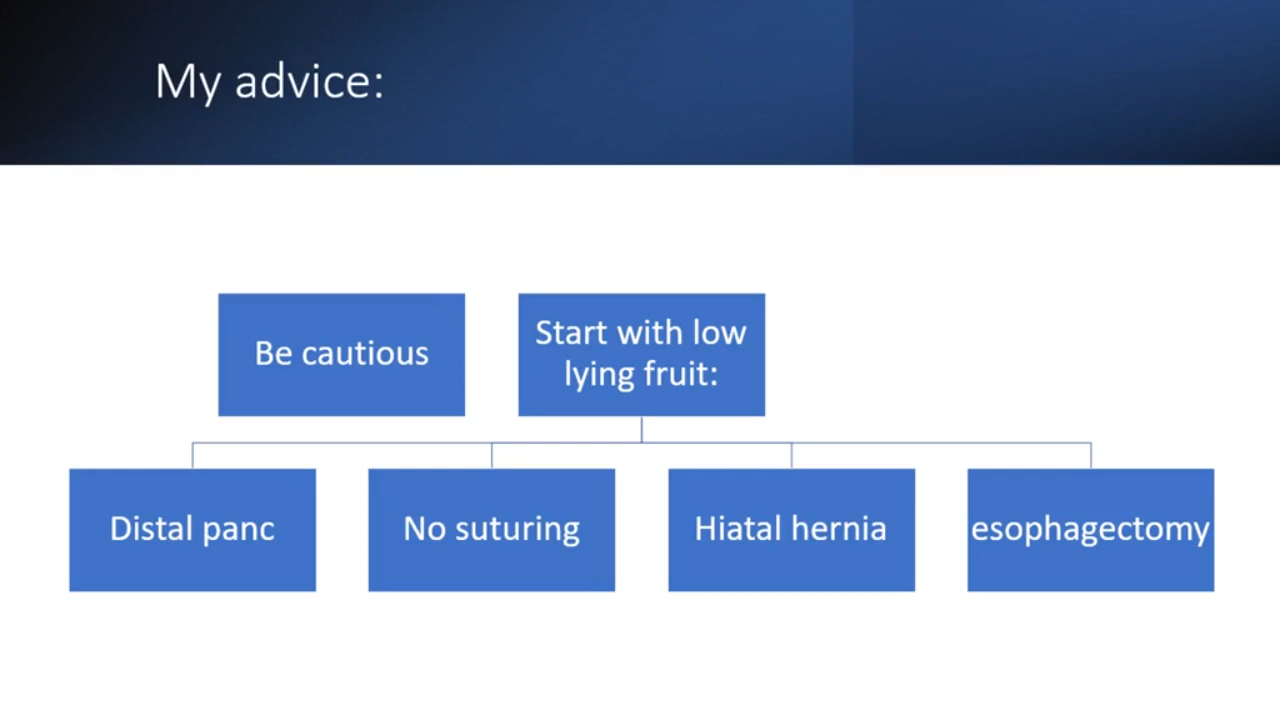 My advice:
Be cautious
Start with low
lying fruit:
Distal panc
No suturing
Hiatal hernia
esophagectomy